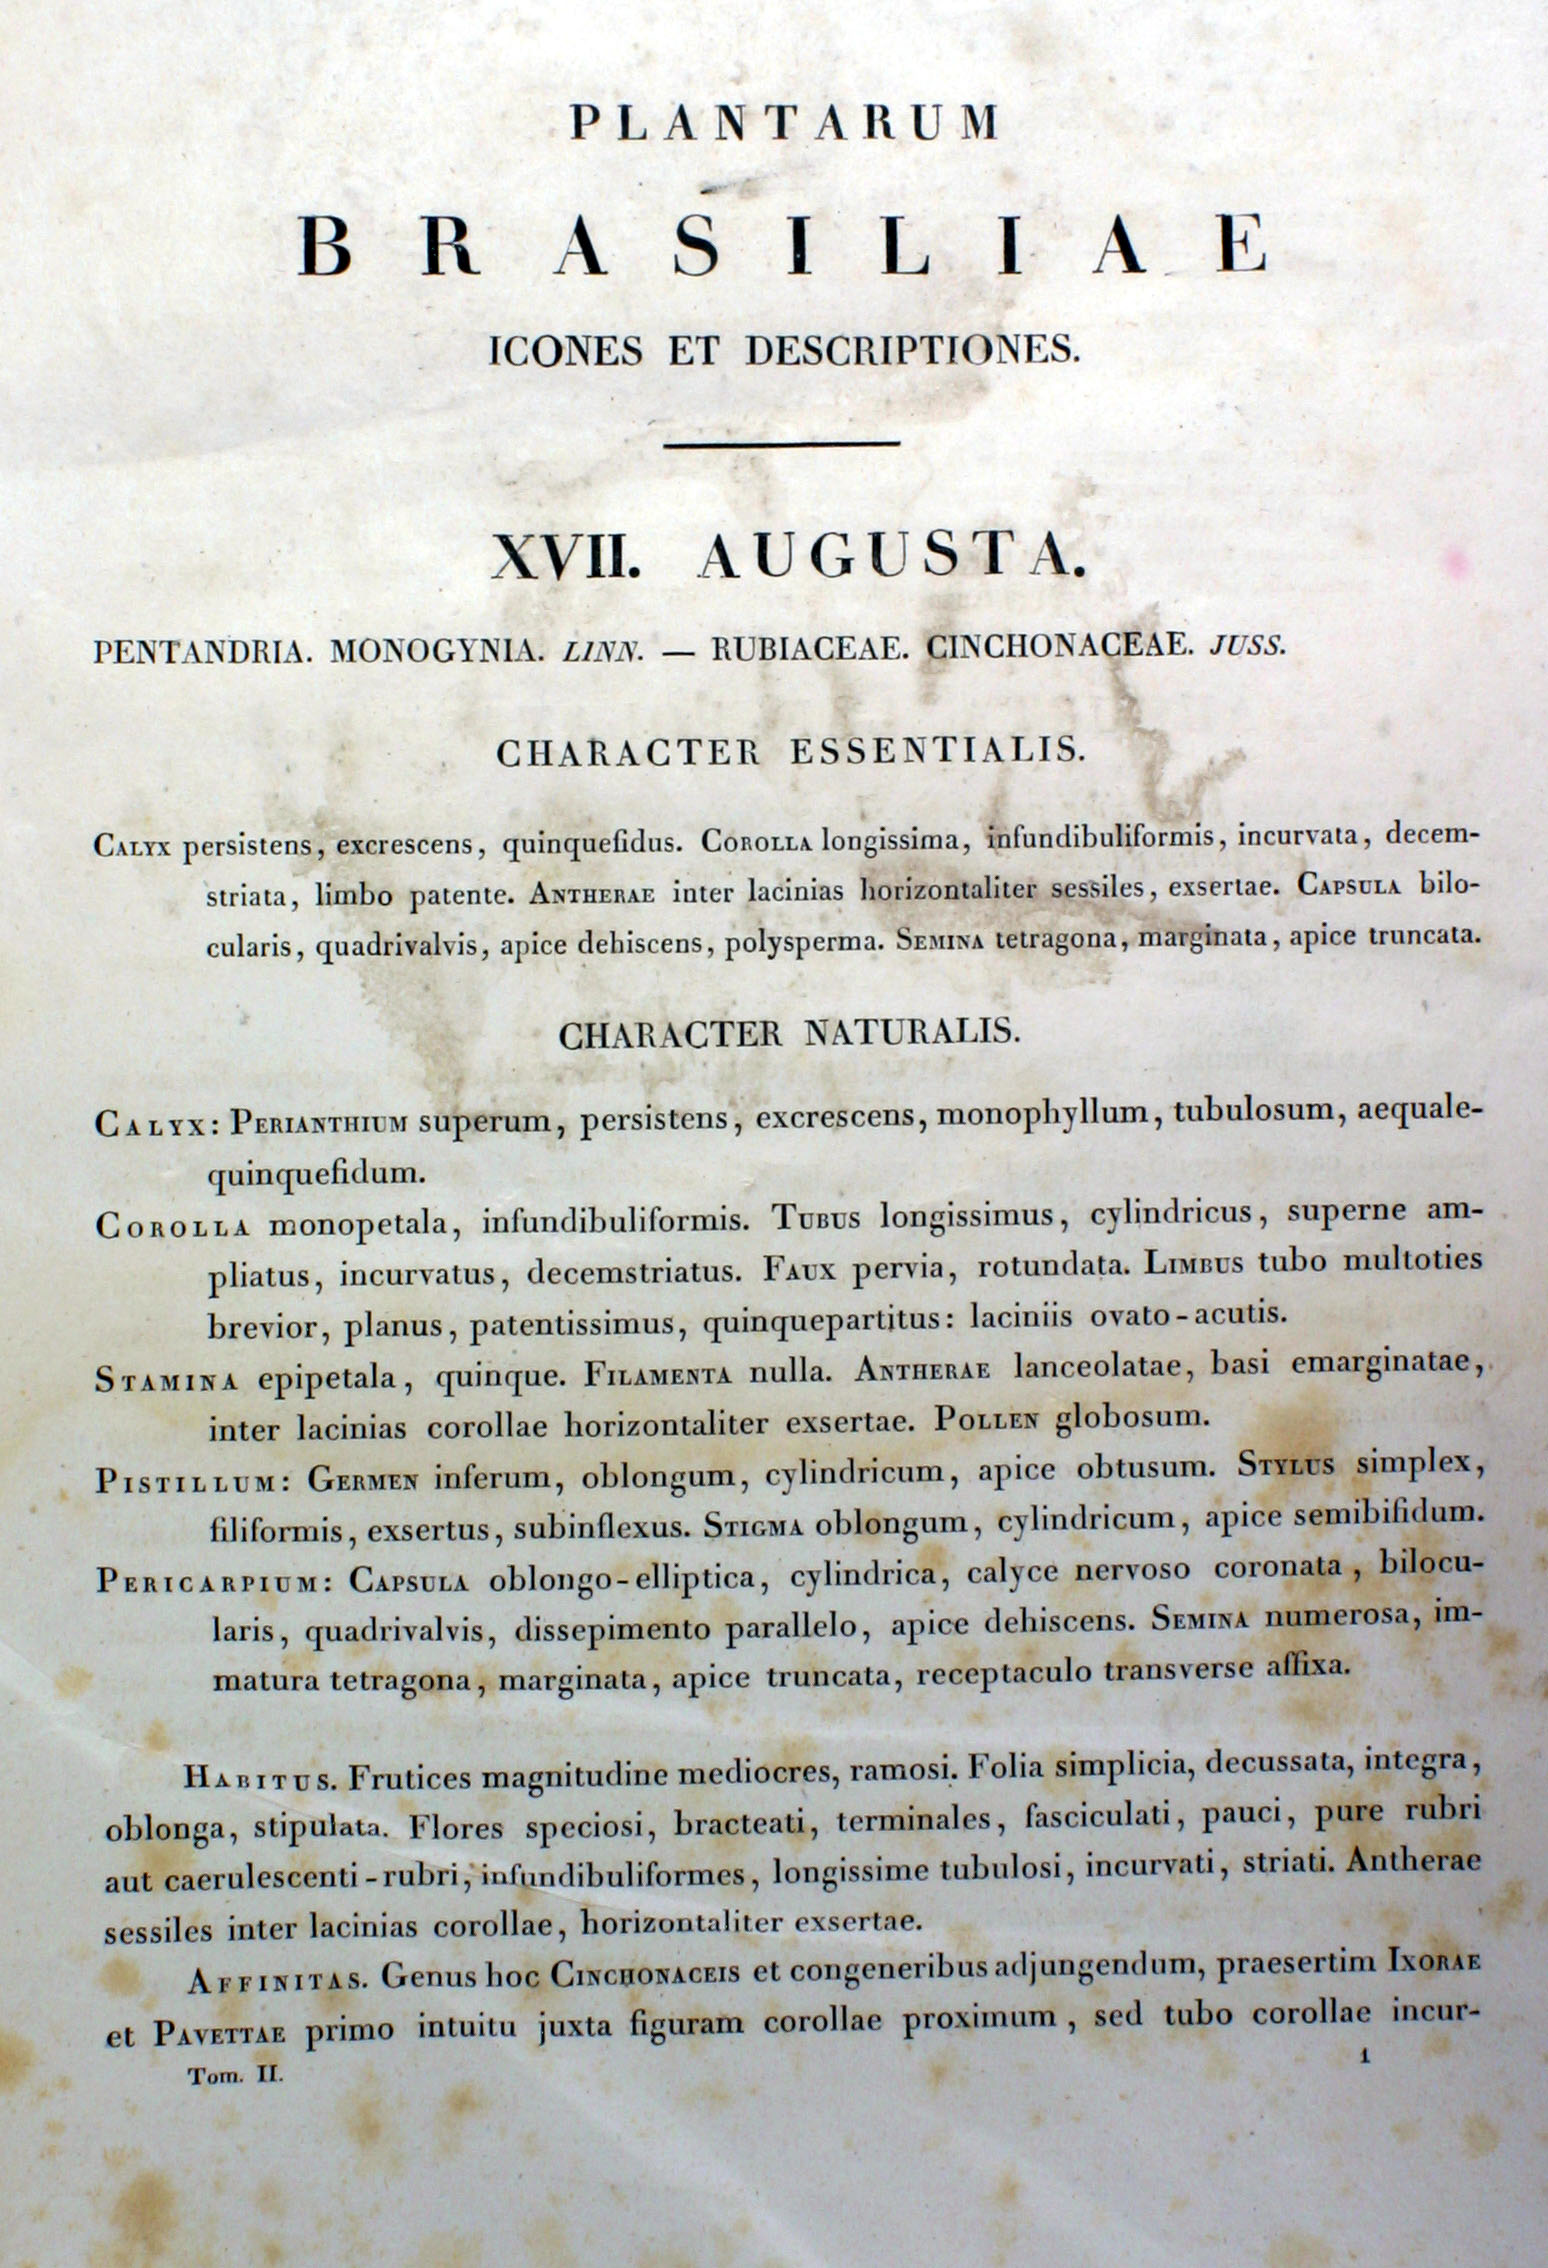 PLANTARUM
BRASILIAE
ICONES ET DESCRIPTIONES.
XVII. AUGUSTA.
PENTANDRIA. MONOGYNIA. LINN. — RUBIACEAE. CINCHONACEAE. JUSS.
CHARACTER ESSENTIALIS.
CALYX persistens, excrescens, quinquefidus. COROLLA longissima, infundibuliformis, incurvata, decem-
striata, limbo patente. ANTHERAE inter lacinias horizontaliter sessiles, exsertae. CAPSULA bilo-
cularis, quadrivalvis, apice dehiscens, polysperma. SEMINA tetragona, marginata, apice truncata.
CHARACTER NATURALIS.
CALYX: PERIANTHIUM superum, persistens, excrescens, monophyllum, tubulosum, aequale-
quinquefidum.
COROLLA monopetala, infundibuliformis. TUBUS longissimus, cylindricus, superne am-
pliatus, incurvatus, decemstriatus. FAUX pervia, rotundata. LIMBUS tubo multoties
brevior, planus, patentissimus, quinquepartitus: laciniis ovato-acutis.
STAMINA epipetala, quinque. FILAMENTA nulla. ANTHERAE lanceolatae, basi emarginatae,
inter lacinias corollae horizontaliter exsertae. POLLEN globosum.
PISTILLUM: GERMEN inferum, oblongum, cylindricum, apice obtusum. STYLUS simplex,
filiformis, exsertus, subinflexus. STIGMA oblongum, cylindricum, apice semibifidum.
PERICARPIUM: CAPSULA oblongo-elliptica, cylindrica, calyce nervoso coronata, bilocu-
laris, quadrivalvis, dissepimento parallelo, apice dehiscens. SEMINA numerosa, im-
matura tetragona, marginata, apice truncata, receptaculo transverse affixa.
HABITUS. Frutices magnitudine mediocres, ramosi. Folia simplicia, decussata, integra,
oblonga, stipulata. Flores speciosi, bracteati, terminales, fasciculati, pauci, pure rubri
aut caerulescenti-rubri, infundibuliformes, longissime tubulosi, incurvati, striati. Antherae
sessiles inter lacinias corollae, horizontaliter exsertae.
AFFINITAS. Genus hoc CINCHONACEIS et congeneribus adjungendum, praesertim IXORAE
et PAVETTAE primo intuitu juxta figuram corollae proximum, sed tubo corollae incur-
Tom. II. 1